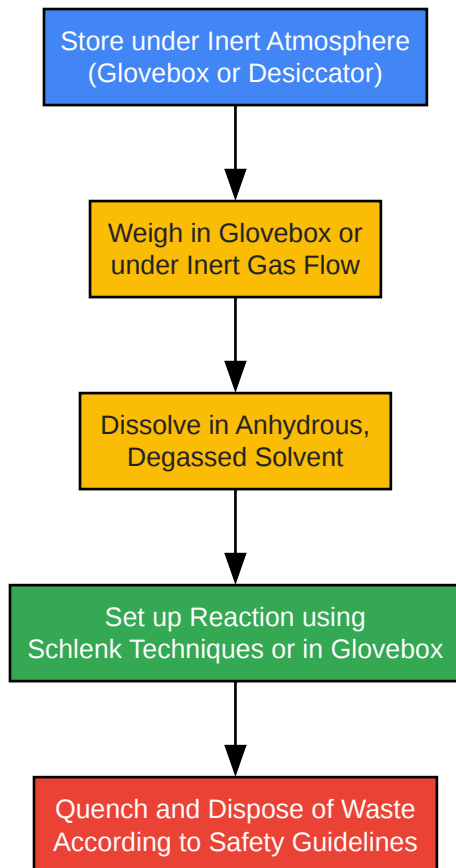 Store under Inert Atmosphere
(Glovebox or Desiccator)
Weigh in Glovebox or
under Inert Gas Flow
Dissolve in Anhydrous,
Degassed Solvent
Set up Reaction using
Schlenk Techniques or in Glovebox
Quench and Dispose of Waste
According to Safety Guidelines